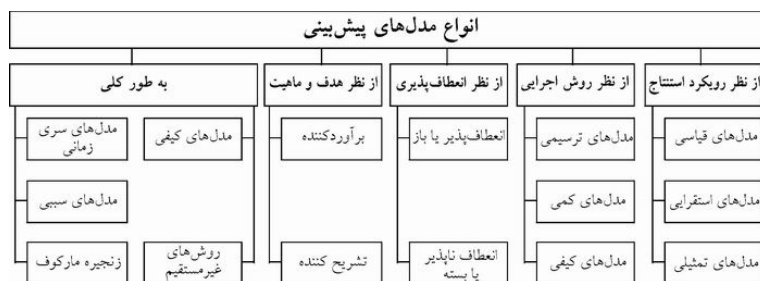 انواع مدل‌های پیش‌بینی
از نظر رویکرد استنتاج
از نظر روش اجرایی
از نظر انعطاف‌پذیری
از نظر هدف و ماهیت
به طور کلی
مدل‌های قیاسی
مدل‌های استقرایی
مدل‌های تمثیلی
مدل‌های ترسیمی
مدل‌های کمی
مدل‌های کیفی
انعطاف‌پذیر یا باز
انعطاف ناپذیر
یا بسته
برآوردکننده
تشریح کننده
مدل‌های کیفی
روش‌های
غیرمستقیم
مدل‌های سری
زمانی
مدل‌های سببی
زنجیره مارکوف